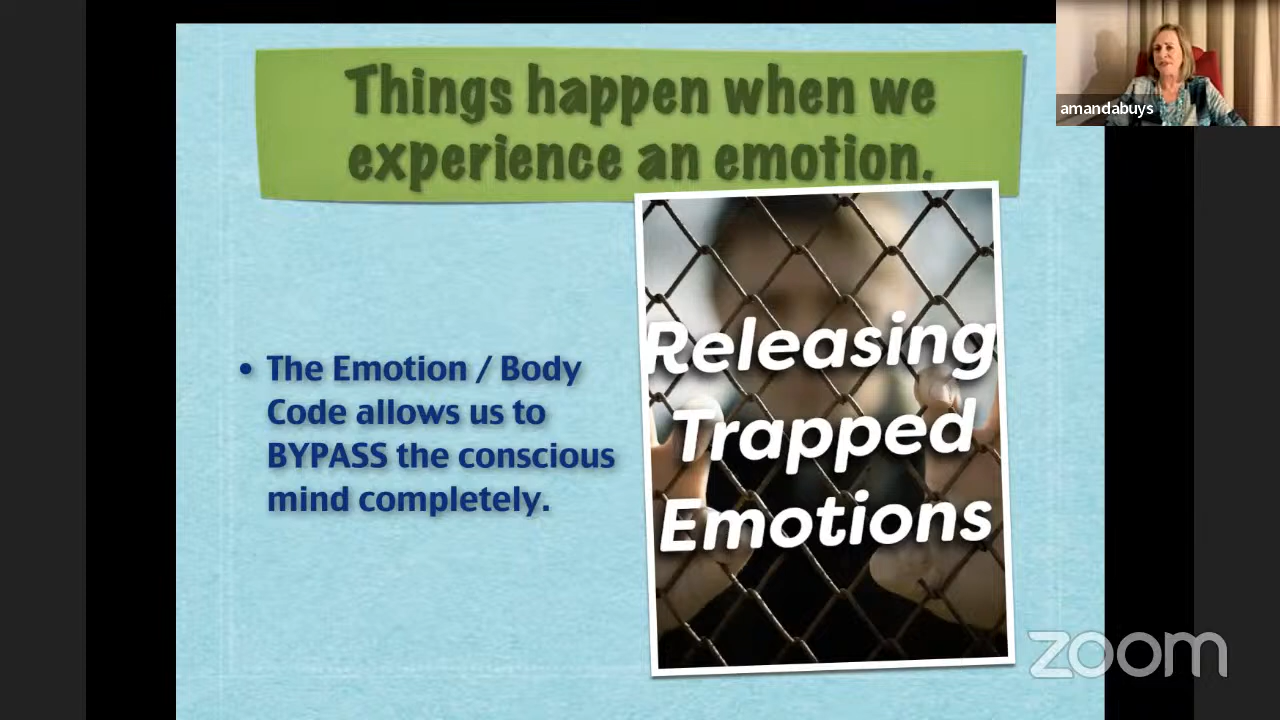 Things happen when we
experience an emotion.
amandabuys
• The Emotion / Body
Code allows us to
BYPASS the conscious
mind completely.
Releasing
Trapped
Emotions
zoom